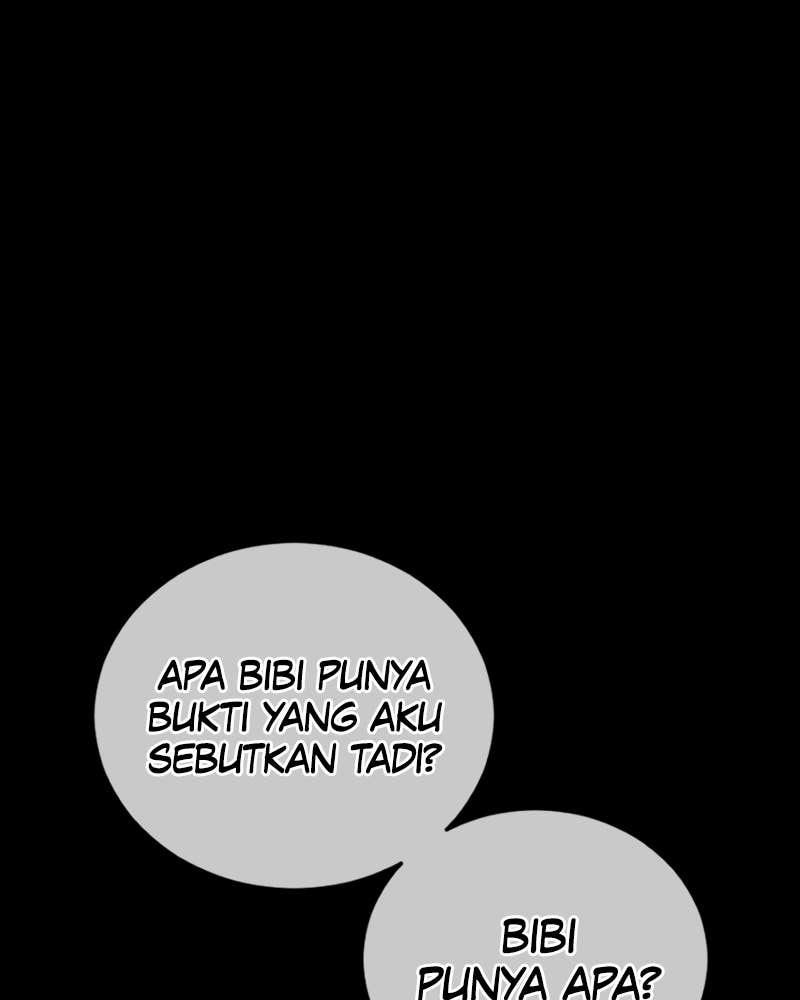 APA BIBI PUNYA
BUKTI YANG AKU
SEBUTKAN TADI?
BIBI
PUNYA APA?